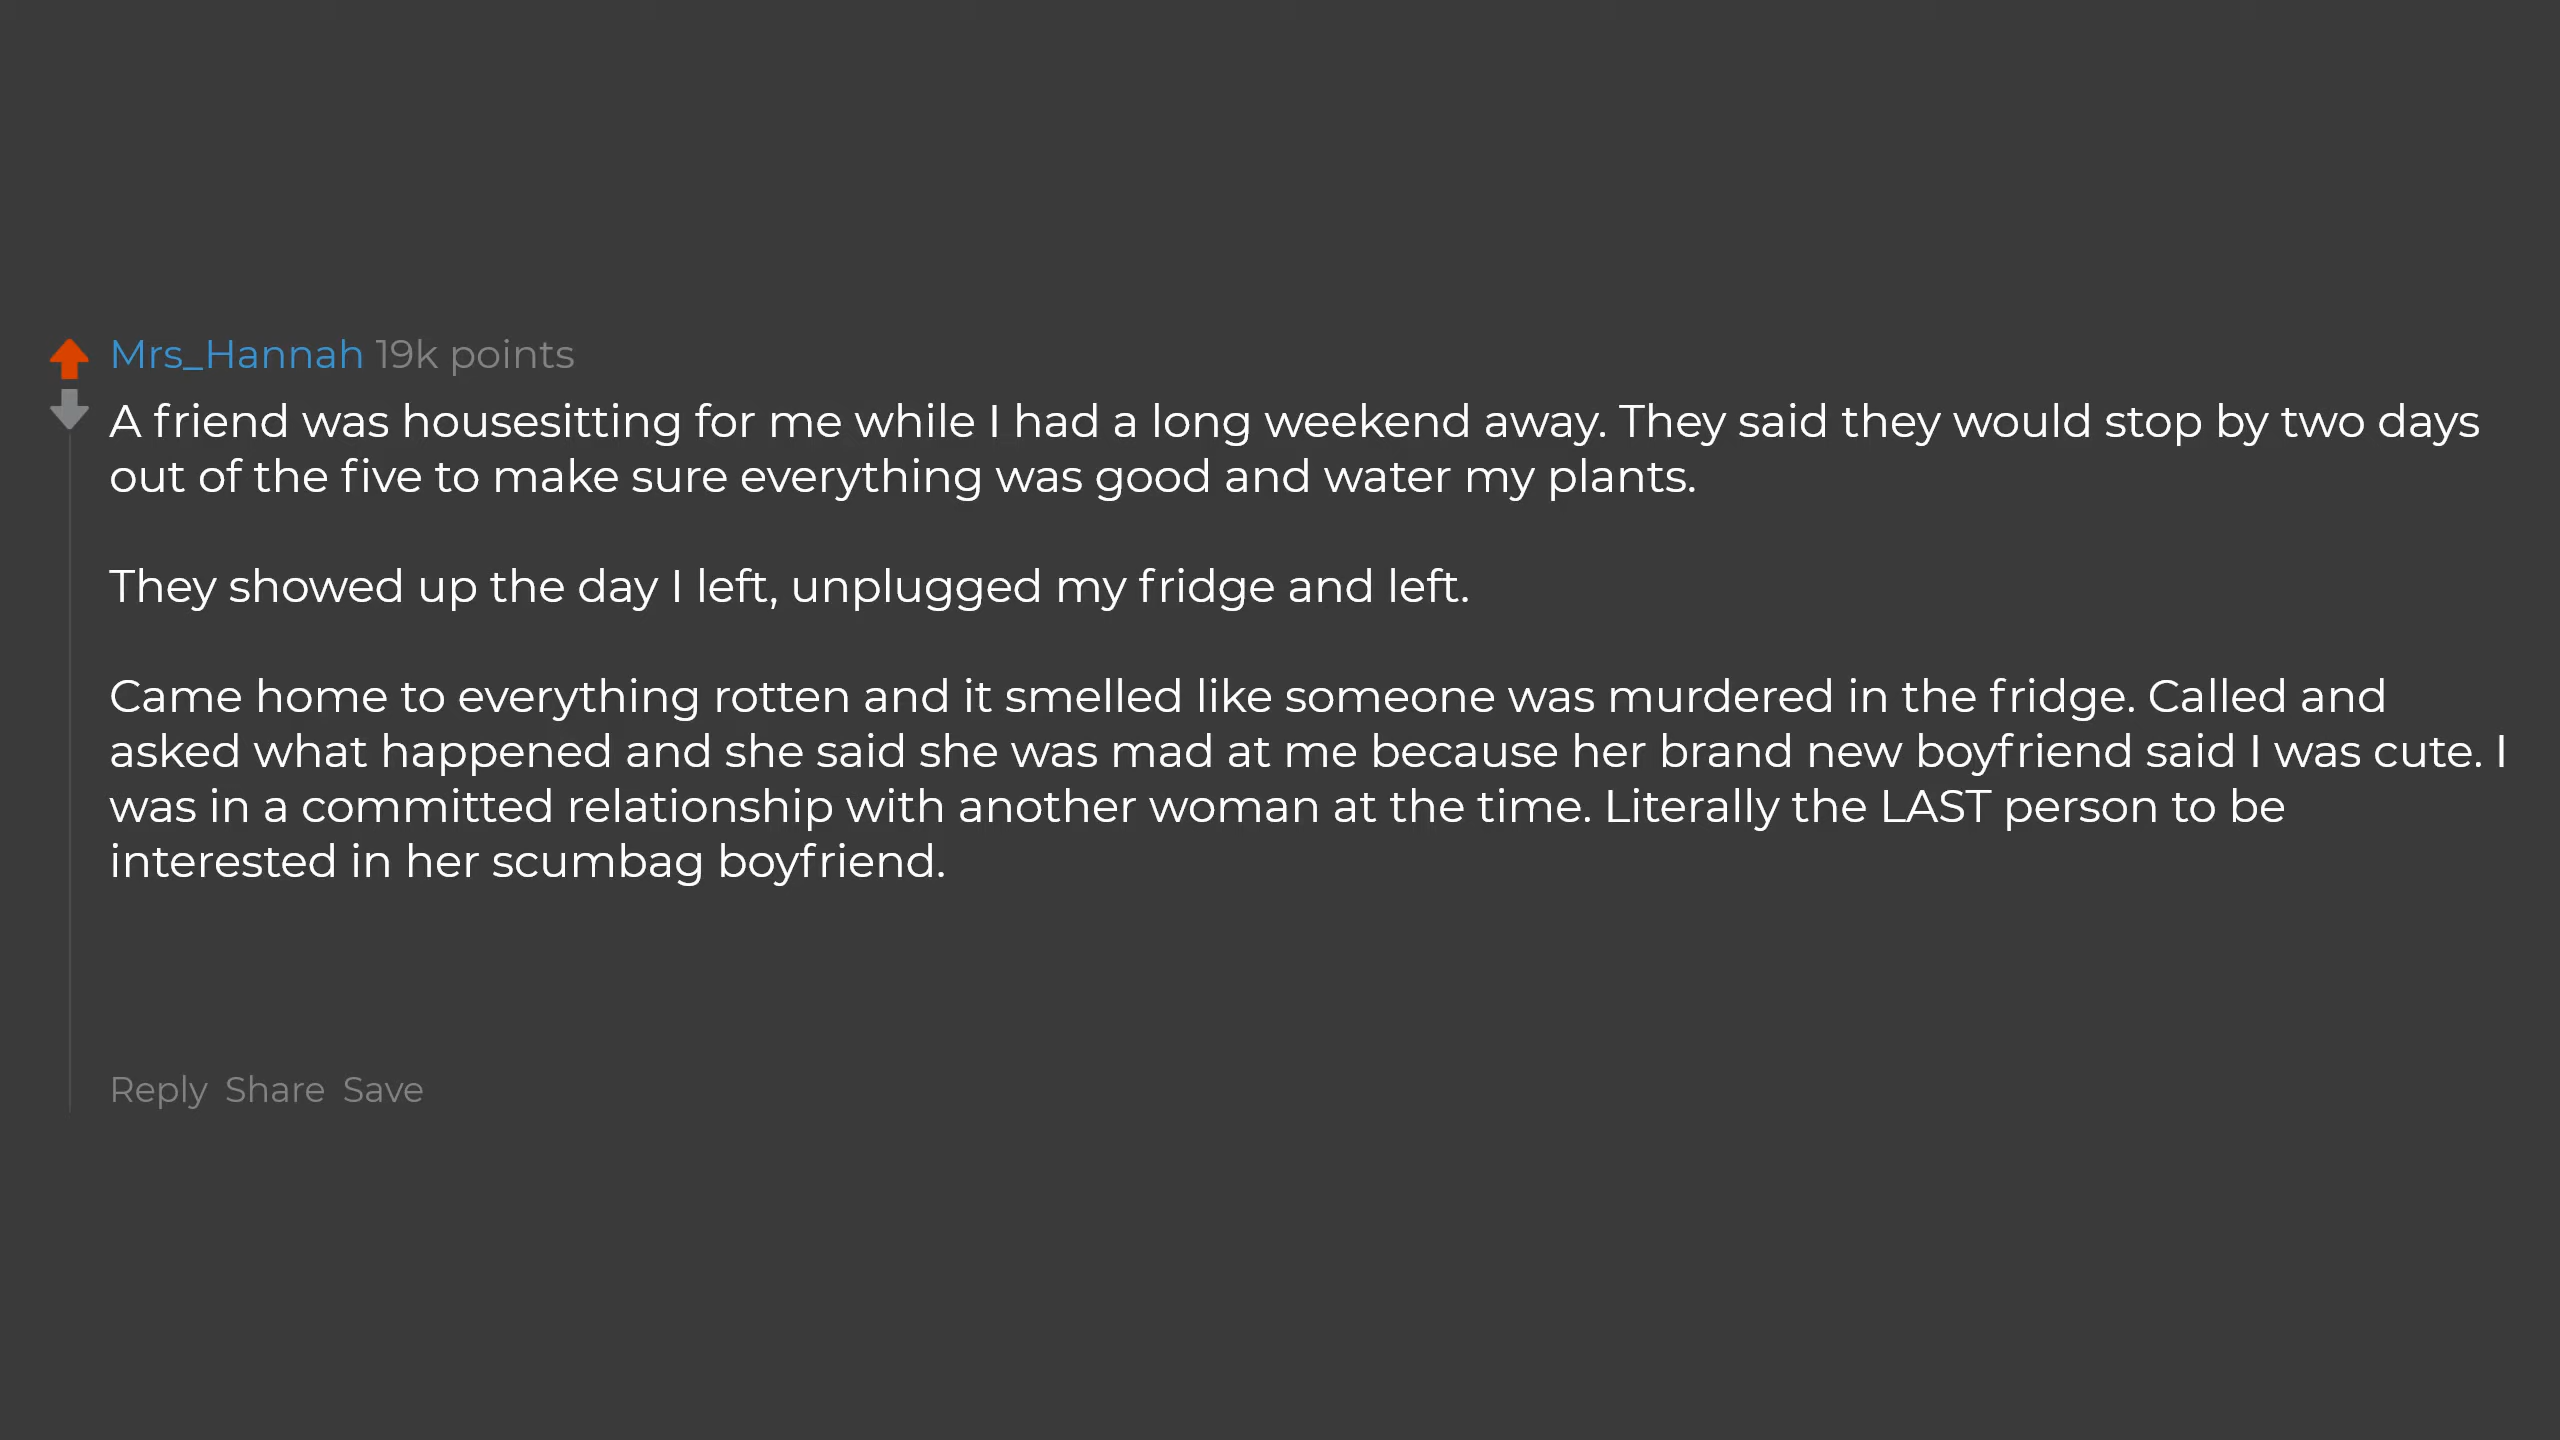 Mrs_Hannah 19k points
A friend was housesitting for me while I had a long weekend away. They said they would stop by two days
out of the five to make sure everything was good and water my plants.
They showed up the day I left, unplugged my fridge and left.
Came home to everything rotten and it smelled like someone was murdered in the fridge. Called and
asked what happened and she said she was mad at me because her brand new boyfriend said I was cute. I
was in a committed relationship with another woman at the time. Literally the LAST person to be
interested in her scumbag boyfriend.
Reply Share Save